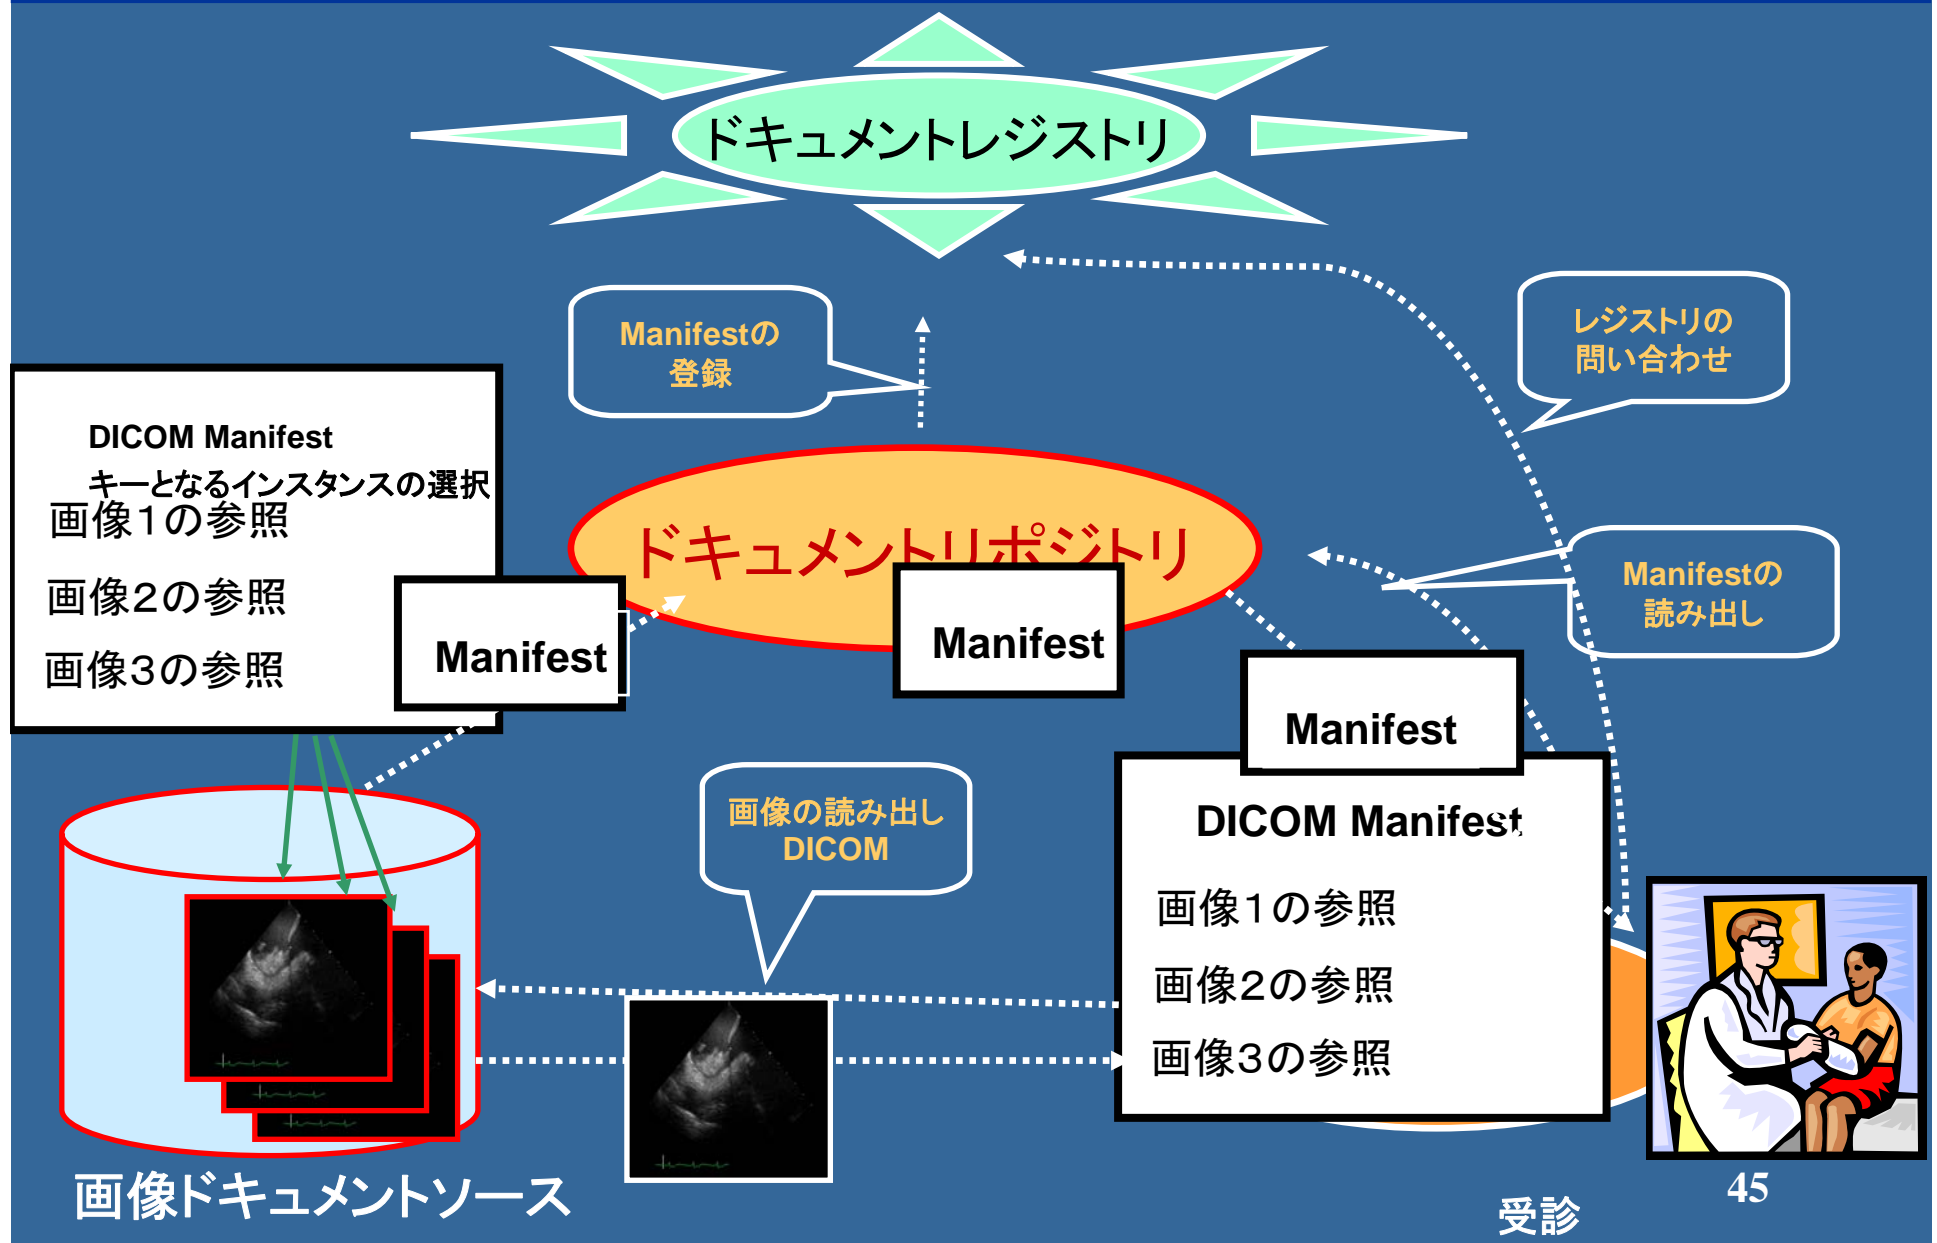 ドキュメントレジストリ
Manifestの
登録
レジストリの
問い合わせ
DICOM Manifest
キーとなるインスタンスの選択
画像1の参照
画像2の参照
画像3の参照
ドキュメントリポジトリ
Manifest
Manifest
Manifestの
読み出し
Manifest
画像の読み出し
DICOM
DICOM Manifest
画像1の参照
画像2の参照
画像3の参照
画像ドキュメントソース
受診
45